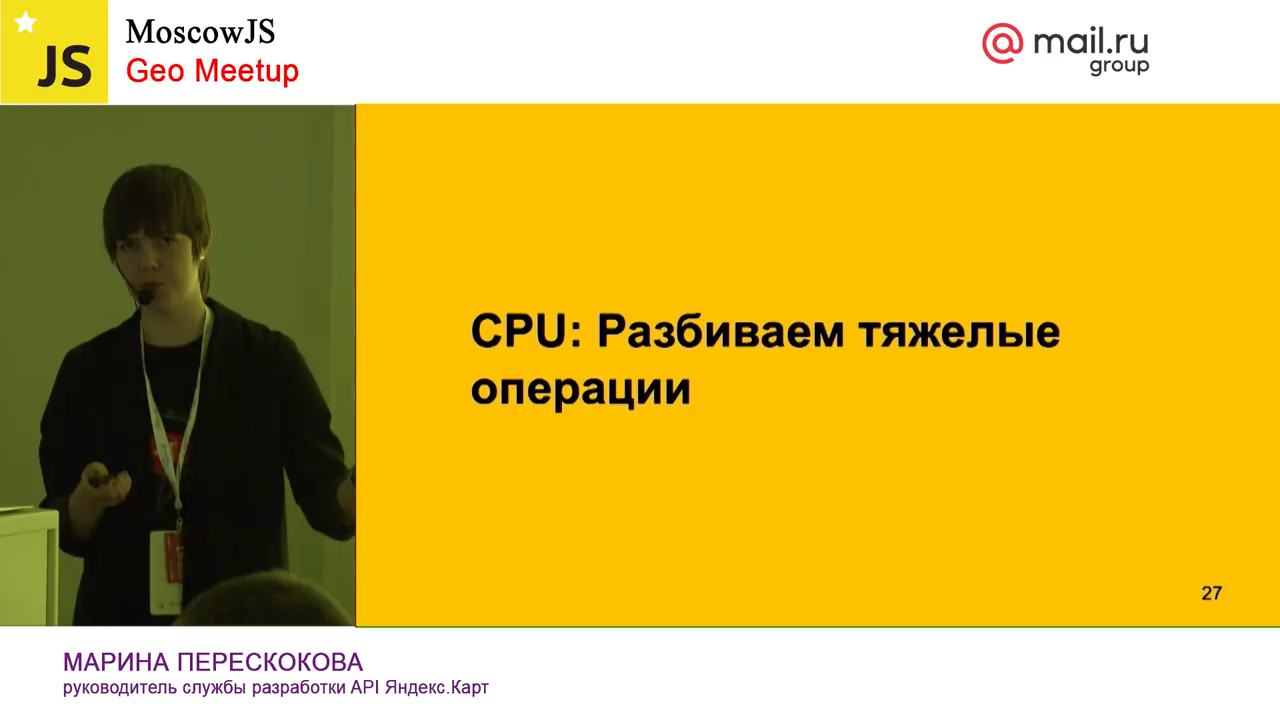 JS
MoscowJS
Geo Meetup
@mail.ru
group
CPU: Разбиваем тяжелые
операции
27
МАРИНА ПЕРЕСКОКОВА
руководитель службы разработки API Яндекс.Карт